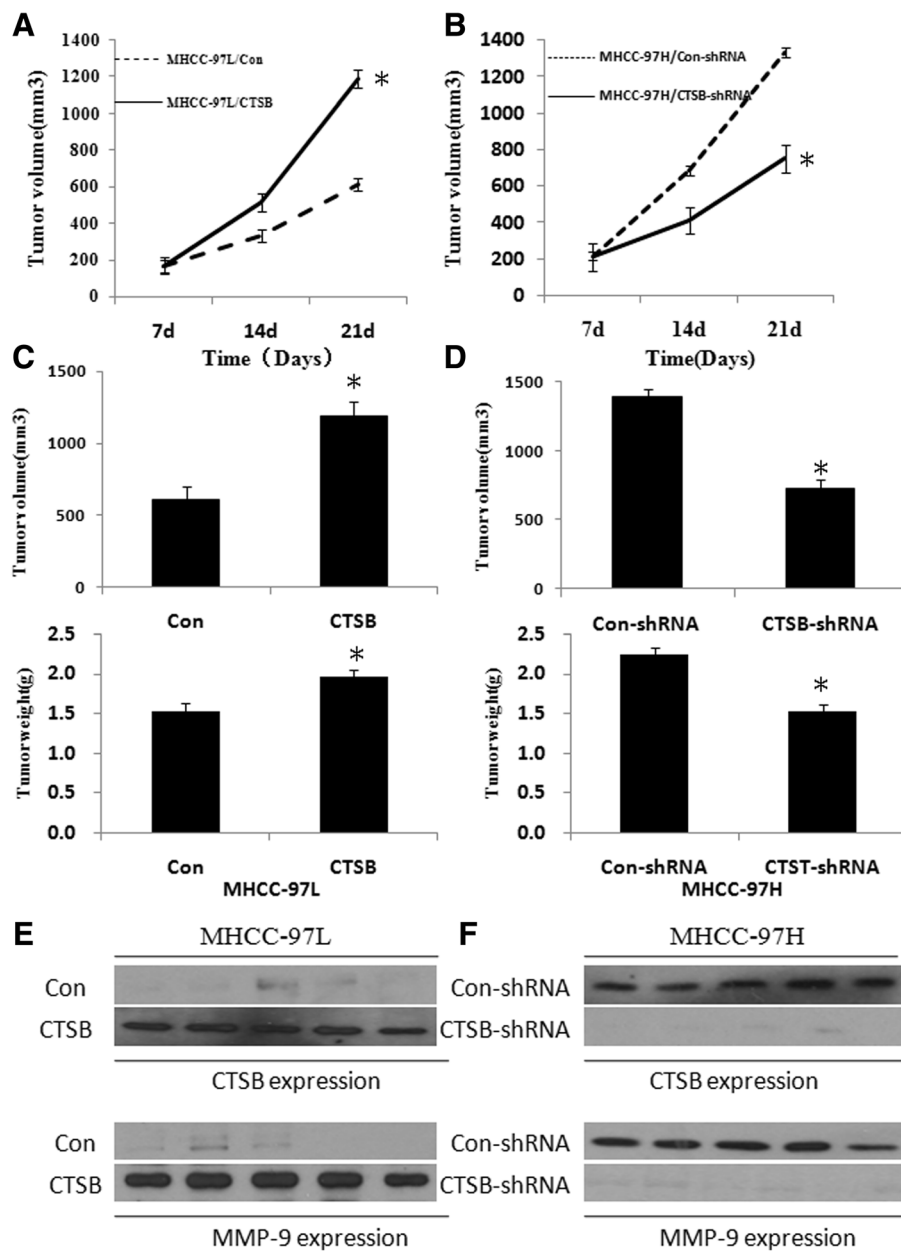 A
Tumor volume(mm3)
1400
1200
1000
800
600
400
200
0
MHCC-97L/Con
MHCC-97L/CTSB
*
7d 14d 21d
Time (Days)
B
Tumor volume(mm3)
1400
1200
1000
800
600
400
200
0
MHCC-97H/Con-shRNA
MHCC-97H/CTSB-shRNA
*
7d 14d 21d
Time(Days)
C
Tumor volume(mm3)
1500
1000
500
0
*
Con CTSB
Tumor weight(g)
2.5
2.0
1.5
1.0
0.5
0.0
*
Con CTSB
MHCC-97L
D
Tumor volume(mm3)
1500
1000
500
0
*
Con-shRNA CTSB-shRNA
Tumor weight(g)
2.5
2.0
1.5
1.0
0.5
0.0
*
Con-shRNA CTST-shRNA
MHCC-97H
E
MHCC-97L
Con
CTSB
CTSB expression
Con
CTSB
MMP-9 expression
F
MHCC-97H
Con-shRNA
CTSB-shRNA
CTSB expression
Con-shRNA
CTSB-shRNA
MMP-9 expression